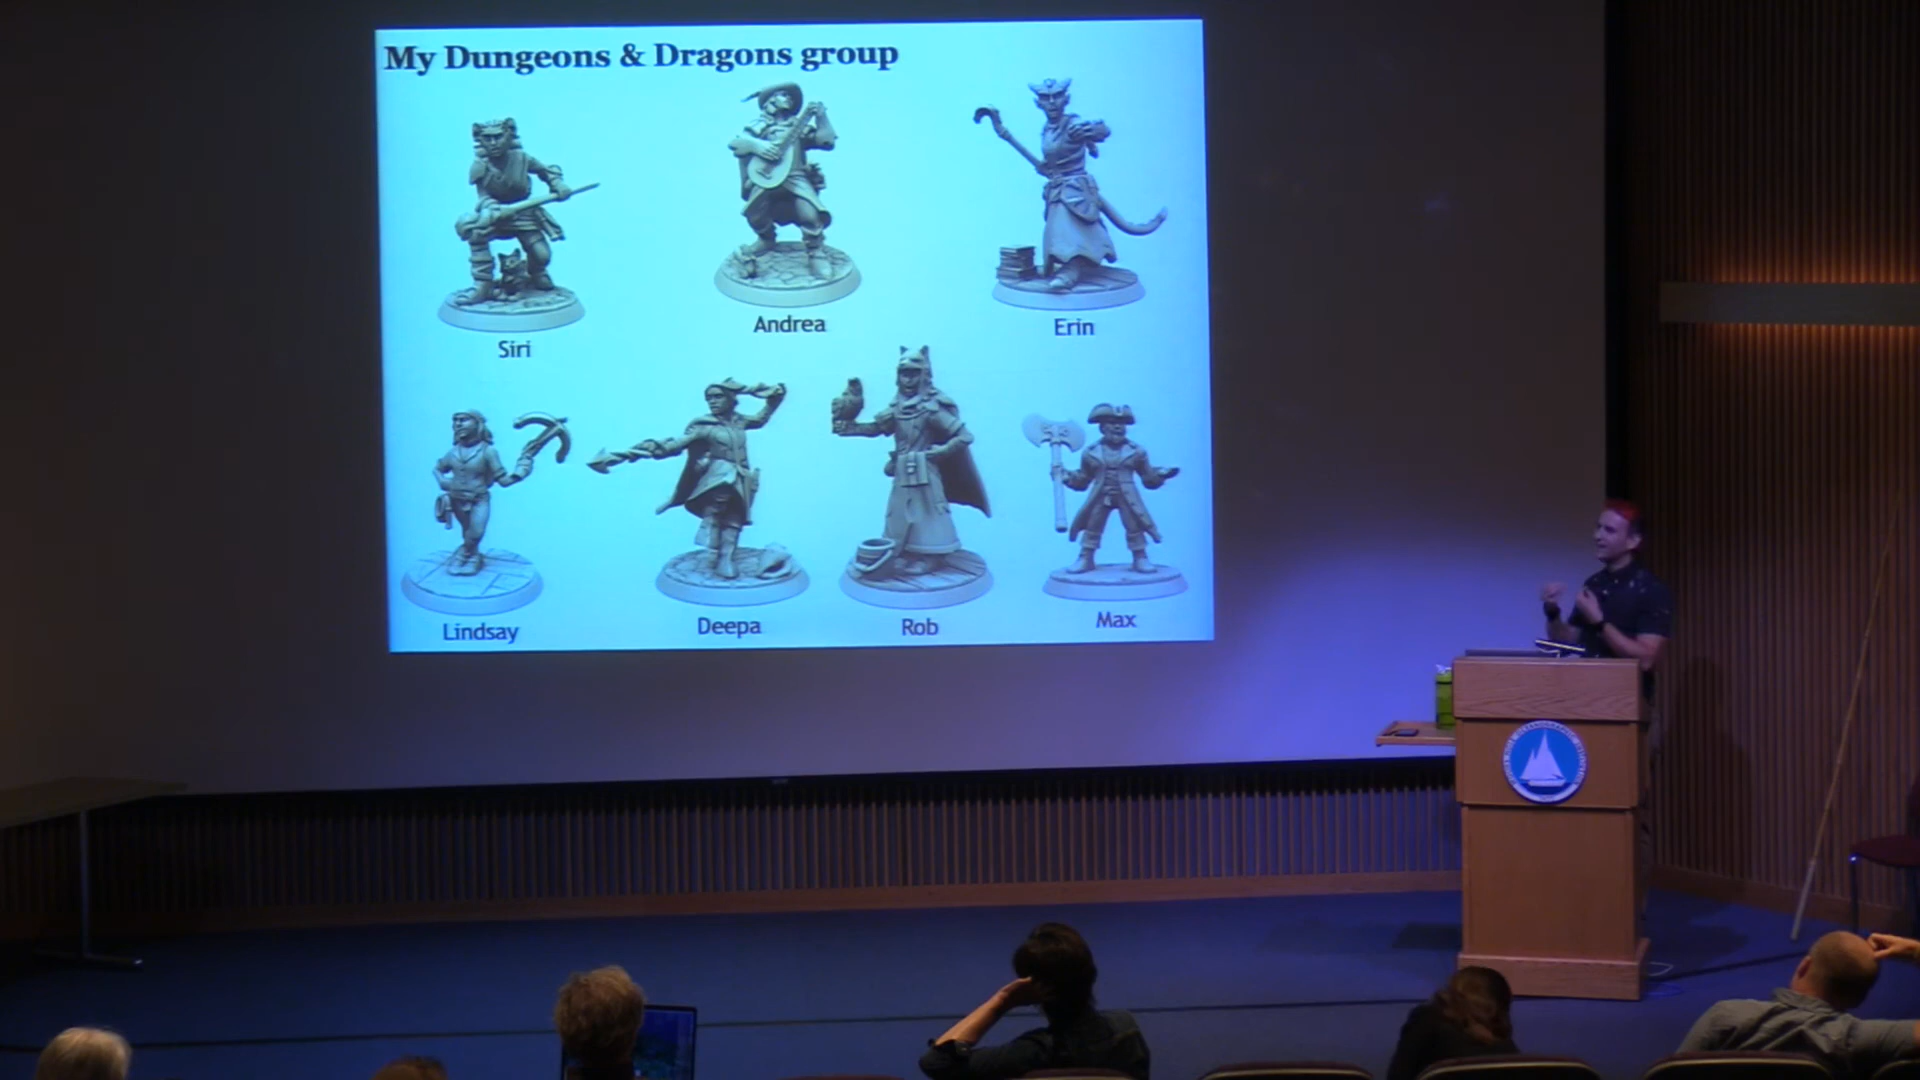 My Dungeons & Dragons group
Siri
Andrea
Erin
Lindsay
Deepa
Rob
Max